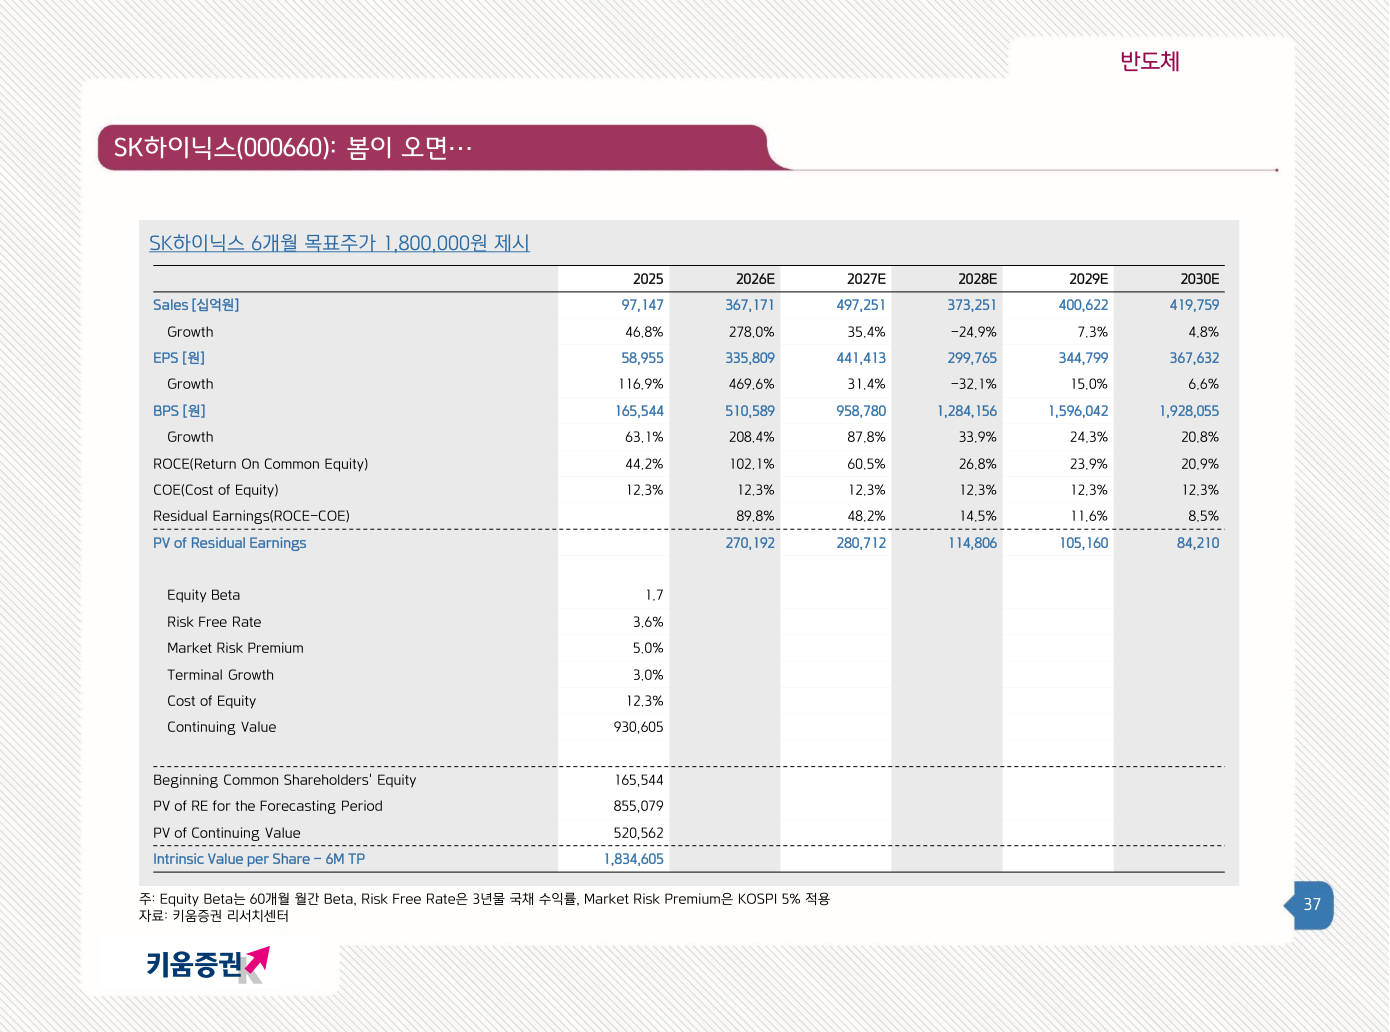 반도체
SK하이닉스(000660): 봄이 오면…
SK하이닉스 6개월 목표주가 1,800,000원 제시
2025 2026E 2027E 2028E 2029E 2030E
Sales [십억원] 97,147 367,171 497,251 373,251 400,622 419,759
Growth 46.8% 278.0% 35.4% -24.9% 7.3% 4.8%
EPS [원] 58,955 335,809 441,413 299,765 344,799 367,632
Growth 116.9% 469.6% 31.4% -32.1% 15.0% 6.6%
BPS [원] 165,544 510,589 958,780 1,284,156 1,596,042 1,928,055
Growth 63.1% 208.4% 87.8% 33.9% 24.3% 20.8%
ROCE(Return On Common Equity) 44.2% 102.1% 60.5% 26.8% 23.9% 20.9%
COE(Cost of Equity) 12.3% 12.3% 12.3% 12.3% 12.3% 12.3%
Residual Earnings(ROCE-COE) 89.8% 48.2% 14.5% 11.6% 8.5%
PV of Residual Earnings 270,192 280,712 114,806 105,160 84,210
Equity Beta 1.7
Risk Free Rate 3.6%
Market Risk Premium 5.0%
Terminal Growth 3.0%
Cost of Equity 12.3%
Continuing Value 930,605
Beginning Common Shareholders' Equity 165,544
PV of RE for the Forecasting Period 855,079
PV of Continuing Value 520,562
Intrinsic Value per Share - 6M TP 1,834,605
주: Equity Beta는 60개월 월간 Beta, Risk Free Rate은 3년물 국채 수익률, Market Risk Premium은 KOSPI 5% 적용
자료: 키움증권 리서치센터
37
키움증권